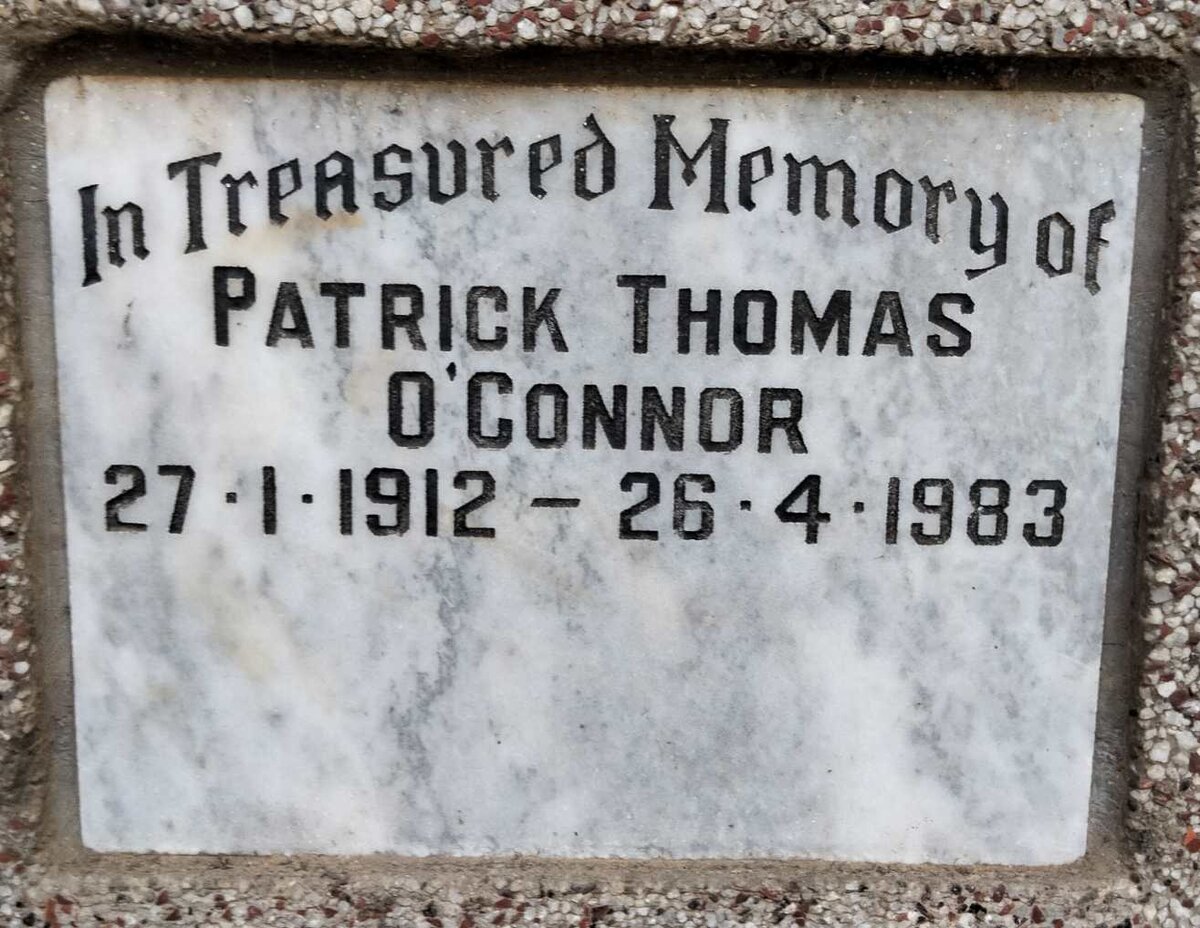 In Treasured Memory of
PATRICK THOMAS
O'CONNOR
27·1·1912 – 26·4·1983